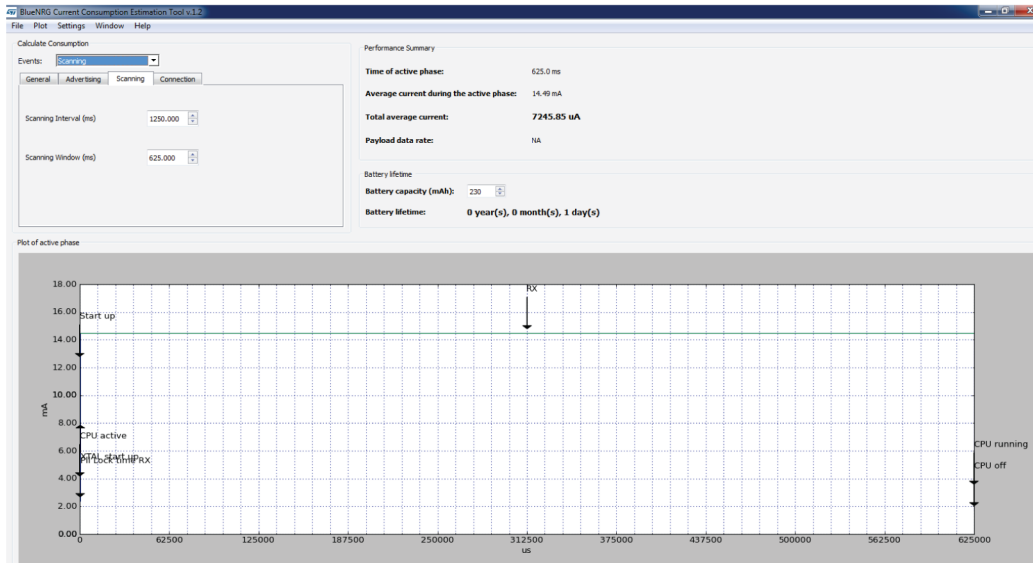 BlueNRG Current Consumption Estimation Tool v.1.2
File Plot Settings Window Help
Calculate Consumption
Events: Scanning
General Advertising Scanning Connection
Scanning Interval (ms) 1250.000
Scanning Window (ms) 625.000
Performance Summary
Time of active phase: 625.0 ms
Average current during the active phase: 14.49 mA
Total average current: 7245.85 uA
Payload data rate: NA
Battery lifetime
Battery capacity (mAh): 230
Battery lifetime: 0 year(s), 0 month(s), 1 day(s)
Plot of active phase
18.00
16.00
14.00
12.00
10.00
8.00
6.00
4.00
2.00
0.00
mA
RX
Start up
CPU active
XTAL start up
Pll Lock time RX
CPU running
CPU off
0 62500 125000 187500 250000 312500 375000 437500 500000 562500 625000
us